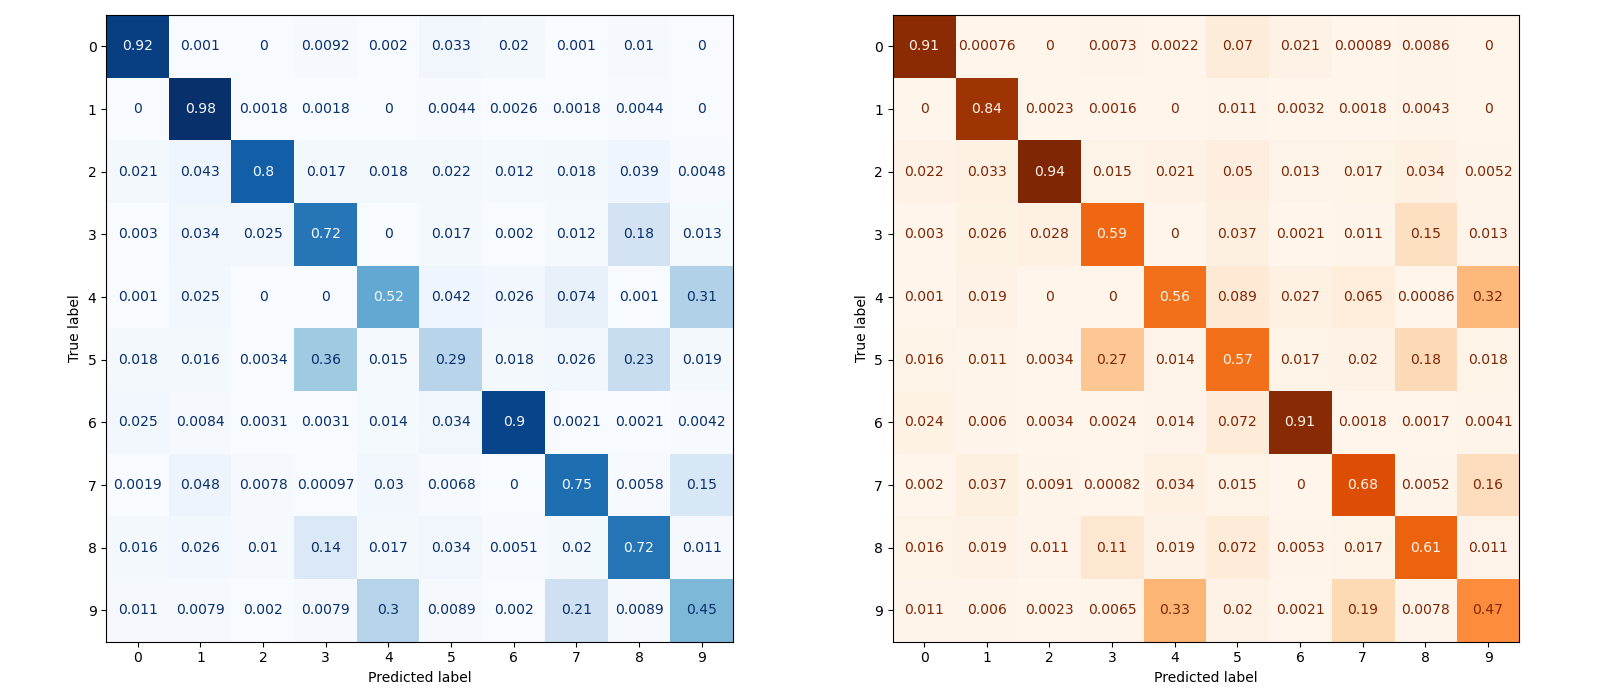 0 0.92 0.001 0 0.0092 0.002 0.033 0.02 0.001 0.01 0
1 0 0.98 0.0018 0.0018 0 0.0044 0.0026 0.0018 0.0044 0
2 0.021 0.043 0.8 0.017 0.018 0.022 0.012 0.018 0.039 0.0048
3 0.003 0.034 0.025 0.72 0 0.017 0.002 0.012 0.18 0.013
4 0.001 0.025 0 0 0.52 0.042 0.026 0.074 0.001 0.31
5 0.018 0.016 0.0034 0.36 0.015 0.29 0.018 0.026 0.23 0.019
6 0.025 0.0084 0.0031 0.0031 0.014 0.034 0.9 0.0021 0.0021 0.0042
7 0.0019 0.048 0.0078 0.00097 0.03 0.0068 0 0.75 0.0058 0.15
8 0.016 0.026 0.01 0.14 0.017 0.034 0.0051 0.02 0.72 0.011
9 0.011 0.0079 0.002 0.0079 0.3 0.0089 0.002 0.21 0.0089 0.45
0 1 2 3 4 5 6 7 8 9
Predicted label
True label
0 0.91 0.00076 0 0.0073 0.0022 0.07 0.021 0.00089 0.0086 0
1 0 0.84 0.0023 0.0016 0 0.011 0.0032 0.0018 0.0043 0
2 0.022 0.033 0.94 0.015 0.021 0.05 0.013 0.017 0.034 0.0052
3 0.003 0.026 0.028 0.59 0 0.037 0.0021 0.011 0.15 0.013
4 0.001 0.019 0 0 0.56 0.089 0.027 0.065 0.00086 0.32
5 0.016 0.011 0.0034 0.27 0.014 0.57 0.017 0.02 0.18 0.018
6 0.024 0.006 0.0034 0.0024 0.014 0.072 0.91 0.0018 0.0017 0.0041
7 0.002 0.037 0.0091 0.00082 0.034 0.015 0 0.68 0.0052 0.16
8 0.016 0.019 0.011 0.11 0.019 0.072 0.0053 0.017 0.61 0.011
9 0.011 0.006 0.0023 0.0065 0.33 0.02 0.0021 0.19 0.0078 0.47
0 1 2 3 4 5 6 7 8 9
Predicted label
True label